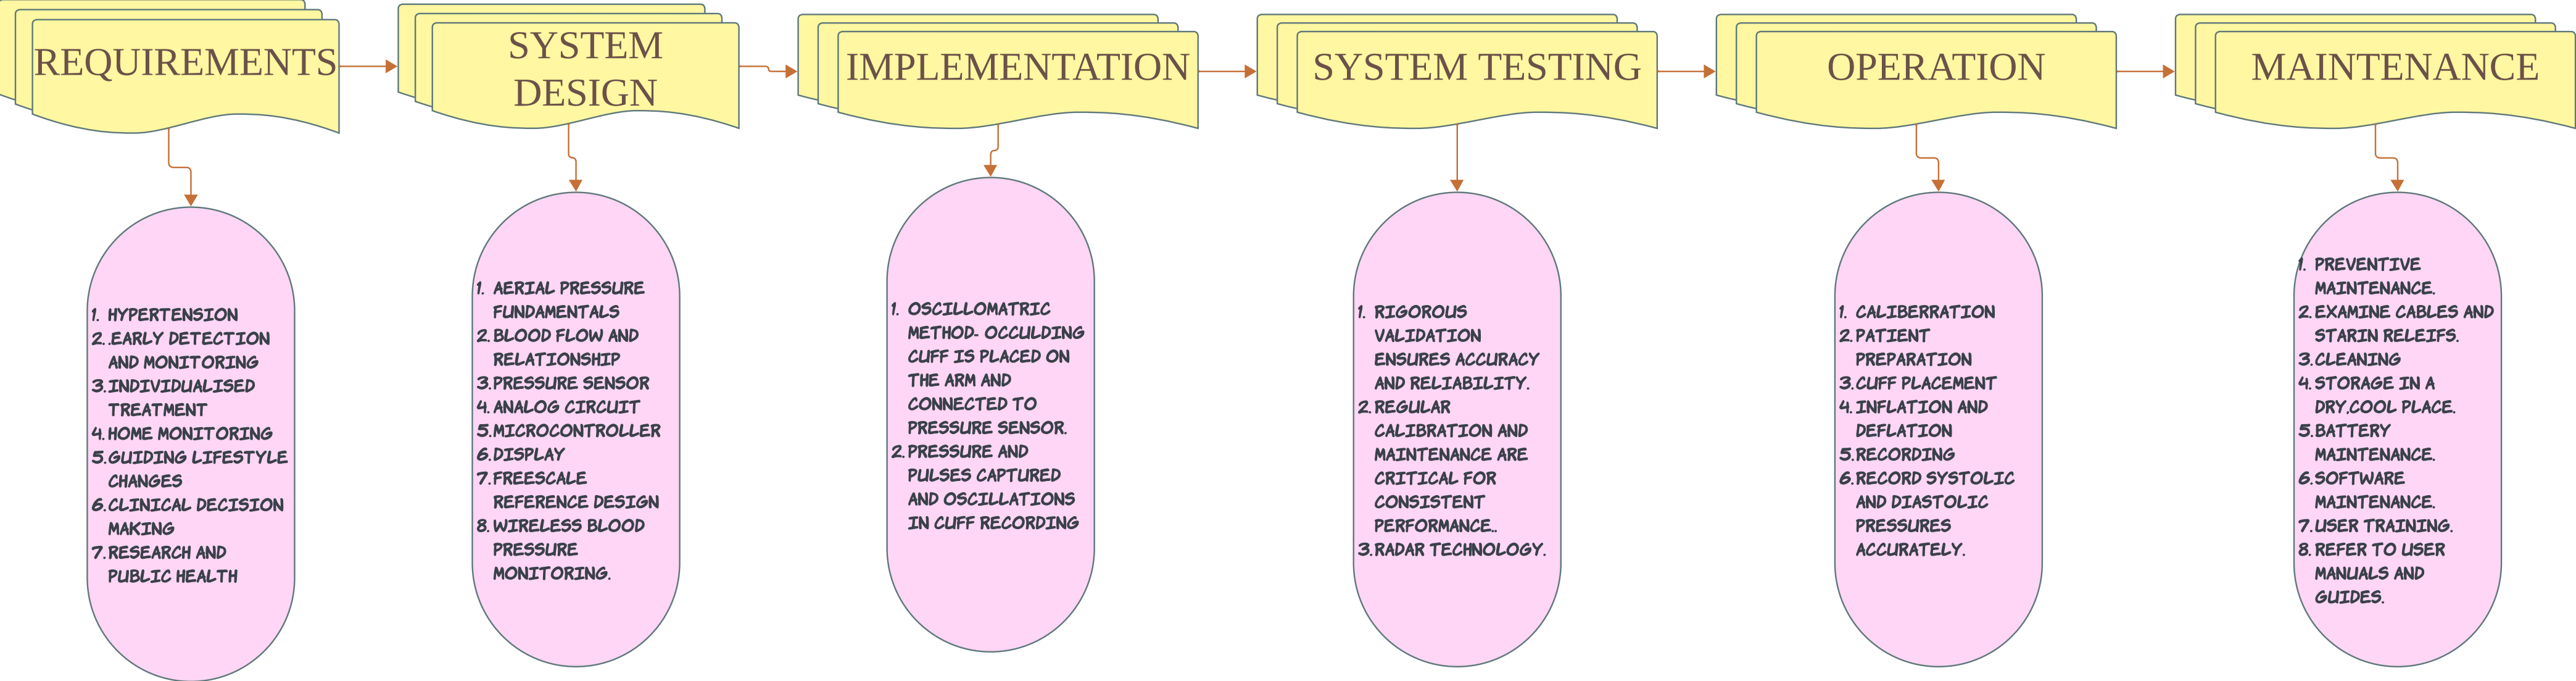 REQUIREMENTS
SYSTEM
DESIGN
IMPLEMENTATION
SYSTEM TESTING
OPERATION
MAINTENANCE
1. HYPERTENSION
2. .EARLY DETECTION
AND MONITORING
3. INDIVIDUALISED
TREATMENT
4. HOME MONITORING
5. GUIDING LIFESTYLE
CHANGES
6. CLINICAL DECISION
MAKING
7. RESEARCH AND
PUBLIC HEALTH
1. AERIAL PRESSURE
FUNDAMENTALS
2. BLOOD FLOW AND
RELATIONSHIP
3. PRESSURE SENSOR
4. ANALOG CIRCUIT
5. MICROCONTROLLER
6. DISPLAY
7. FREESCALE
REFERENCE DESIGN
8. WIRELESS BLOOD
PRESSURE
MONITORING.
1. OSCILLOMATRIC
METHOD- OCCULDING
CUFF IS PLACED ON
THE ARM AND
CONNECTED TO
PRESSURE SENSOR.
2. PRESSURE AND
PULSES CAPTURED
AND OSCILLATIONS
IN CUFF RECORDING
1. RIGOROUS
VALIDATION
ENSURES ACCURACY
AND RELIABILITY.
2. REGULAR
CALIBRATION AND
MAINTENANCE ARE
CRITICAL FOR
CONSISTENT
PERFORMANCE..
3. RADAR TECHNOLOGY.
1. CALIBERRATION
2. PATIENT
PREPARATION
3. CUFF PLACEMENT
4. INFLATION AND
DEFLATION
5. RECORDING
6. RECORD SYSTOLIC
AND DIASTOLIC
PRESSURES
ACCURATELY.
1. PREVENTIVE
MAINTENANCE.
2. EXAMINE CABLES AND
STARIN RELEIFS.
3. CLEANING
4. STORAGE IN A
DRY,COOL PLACE.
5. BATTERY
MAINTENANCE.
6. SOFTWARE
MAINTENANCE.
7. USER TRAINING.
8. REFER TO USER
MANUALS AND
GUIDES.